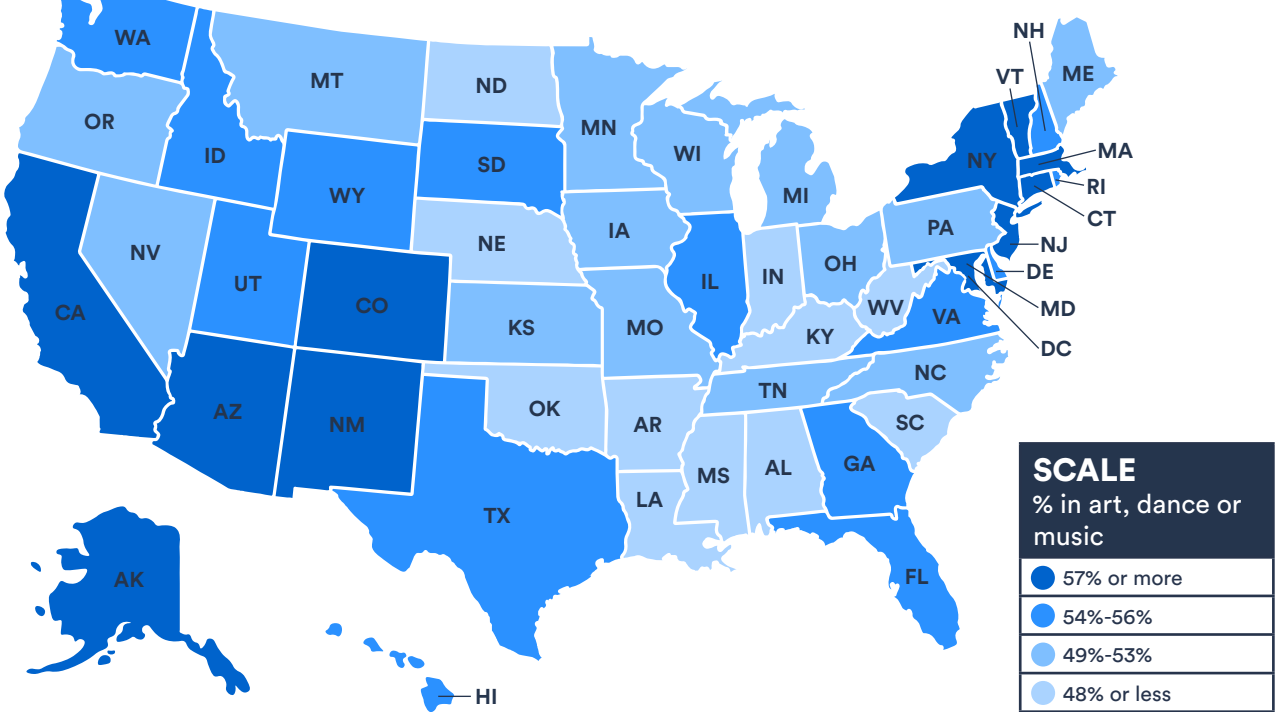 NH
WA
ME
VT
MT
ND
OR
MN
NY
MA
WI
ID
SD
RI
WY
MI
CT
PA
IA
NE
NJ
NV
OH
DE
IN
UT
IL
CO
WV
MD
CA
VA
KS
MO
KY
DC
NC
TN
OK
AZ
SC
NM
AR
GA
AL
SCALE
MS
% in art, dance or
music
LA
TX
AK
FL
57% or more
54%-56%
49%-53%
48% or less
HI